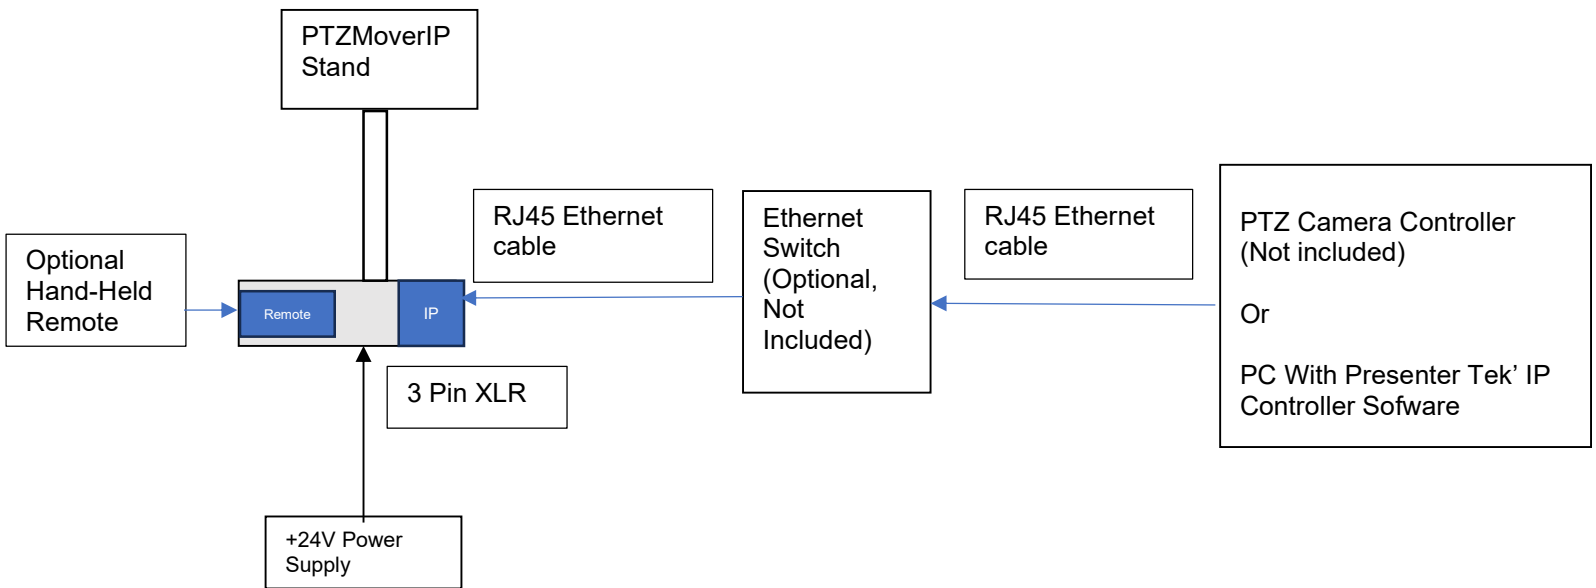 PTZMoverIP
Stand
RJ45 Ethernet
cable
Ethernet
Switch
(Optional,
Not
Included)
RJ45 Ethernet
cable
PTZ Camera Controller
(Not included)
Or
PC With Presenter Tek’ IP
Controller Sofware
Optional
Hand-Held
Remote
Remote
IP
3 Pin XLR
+24V Power
Supply